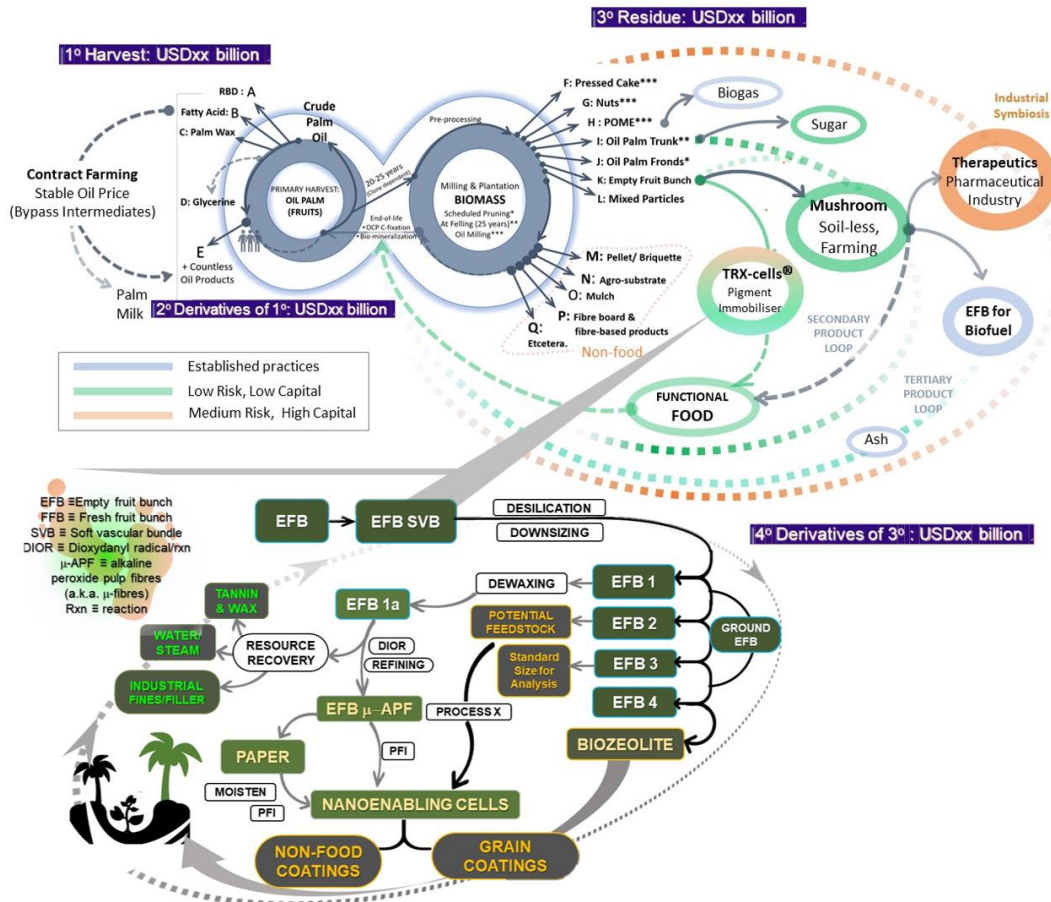 3º Residue: USDxx billion
1º Harvest: USDxx billion
RBD : A
Fatty Acid: B
C: Palm Wax
Crude
Palm
Oil
D: Glycerine
E
+ Countless
Oil Products
PRIMARY HARVEST:
OIL PALM
(FRUITS)
20-25 years
(Clone dependent)
End-of-life
• OCP C-fixation
• Bio-mineralization
Pre-processing
Milling & Plantation
BIOMASS
Scheduled Pruning*
At Felling (25 years)**
Oil Milling***
F: Pressed Cake***
G: Nuts***
H : POME***
I: Oil Palm Trunk**
J: Oil Palm Fronds*
K: Empty Fruit Bunch
L: Mixed Particles
M: Pellet/ Briquette
N: Agro-substrate
O: Mulch
P: Fibre board &
fibre-based products
Q:
Etcetera.
Non-food
Contract Farming
Stable Oil Price
(Bypass Intermediates)
Palm
Milk
2º Derivatives of 1º: USDxx billion
Biogas
Sugar
Industrial
Symbiosis
Therapeutics
Pharmaceutical
Industry
Mushroom
Soil-less,
Farming
TRX-cells®
Pigment
Immobiliser
EFB for
Biofuel
SECONDARY
PRODUCT
LOOP
TERTIARY
PRODUCT
LOOP
FUNCTIONAL
FOOD
Ash
Established practices
Low Risk, Low Capital
Medium Risk, High Capital
EFB ≡Empty fruit bunch
FFB ≡ Fresh fruit bunch
SVB ≡ Soft vascular bundle
DIOR ≡ Dioxydanyl radical/rxn
μ-APF ≡ alkaline
peroxide pulp fibres
(a.k.a. μ-fibres)
Rxn ≡ reaction
EFB
EFB SVB
DESILICATION
DOWNSIZING
4º Derivatives of 3º : USDxx billion
EFB 1
EFB 2
EFB 3
EFB 4
GROUND
EFB
BIOZEOLITE
DEWAXING
POTENTIAL
FEEDSTOCK
Standard
Size for
Analysis
EFB 1a
TANNIN
& WAX
WATER/
STEAM
RESOURCE
RECOVERY
INDUSTRIAL
FINES/FILLER
DIOR
REFINING
EFB μ–APF
PROCESS X
PAPER
PFI
MOISTEN
PFI
NANOENABLING CELLS
NON-FOOD
COATINGS
GRAIN
COATINGS